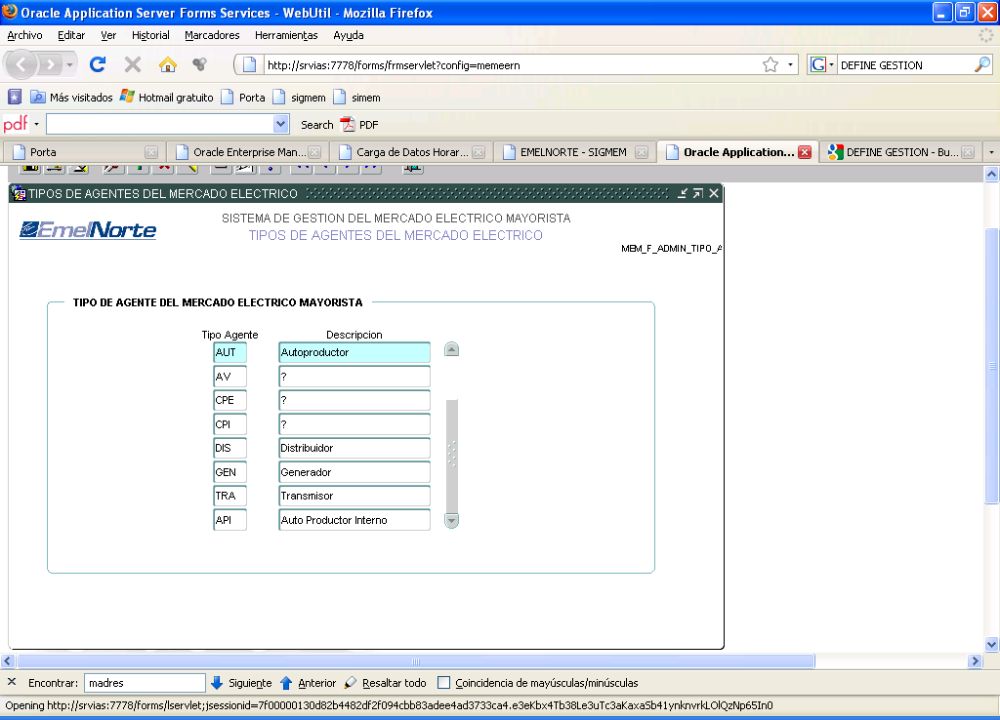 Oracle Application Server Forms Services - WebUtil - Mozilla Firefox
Archivo Editar Ver Historial Marcadores Herramientas Ayuda
http://srvias:7778/forms/frmservlet?config=memeern G DEFINE GESTION
Más visitados Hotmail gratuito Porta sigmem simem
pdf Search PDF
Porta Oracle Enterprise Man... Carga de Datos Horar... EMELNORTE - SIGMEM Oracle Application... DEFINE GESTION - Bu...
TIPOS DE AGENTES DEL MERCADO ELECTRICO
SISTEMA DE GESTION DEL MERCADO ELECTRICO MAYORISTA
EmelNorte TIPOS DE AGENTES DEL MERCADO ELECTRICO
MEM_F_ADMIN_TIPO_A
TIPO DE AGENTE DEL MERCADO ELECTRICO MAYORISTA
Tipo Agente Descripcion
AUT Autoproductor
AV ?
CPE ?
CPI ?
DIS Distribuidor
GEN Generador
TRA Transmisor
API Auto Productor Interno
Encontrar: madres Siguiente Anterior Resaltar todo Coincidencia de mayúsculas/minúsculas
Opening http://srvias:7778/forms/lservlet;jsessionid=7f00000130d82b4482df2f094cbb83adee4ad3733ca4.e3eKbx4Tb38Le3uTc3aKaxaSb41ynknvrkLOlQzNp65In0